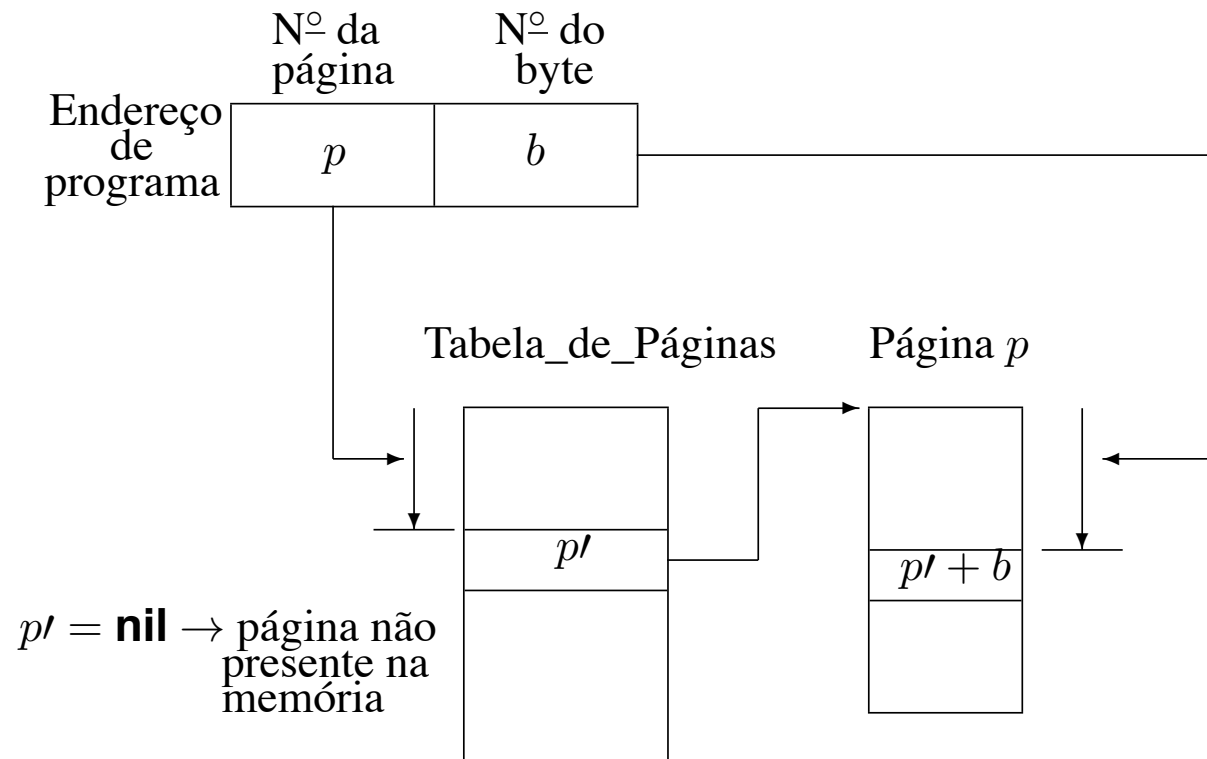 Nº da
página
Nº do
byte
Endereço
de
programa
p
b
Tabela_de_Páginas
Página p
p′
p′ + b
p′ = nil → página não
presente na
memória